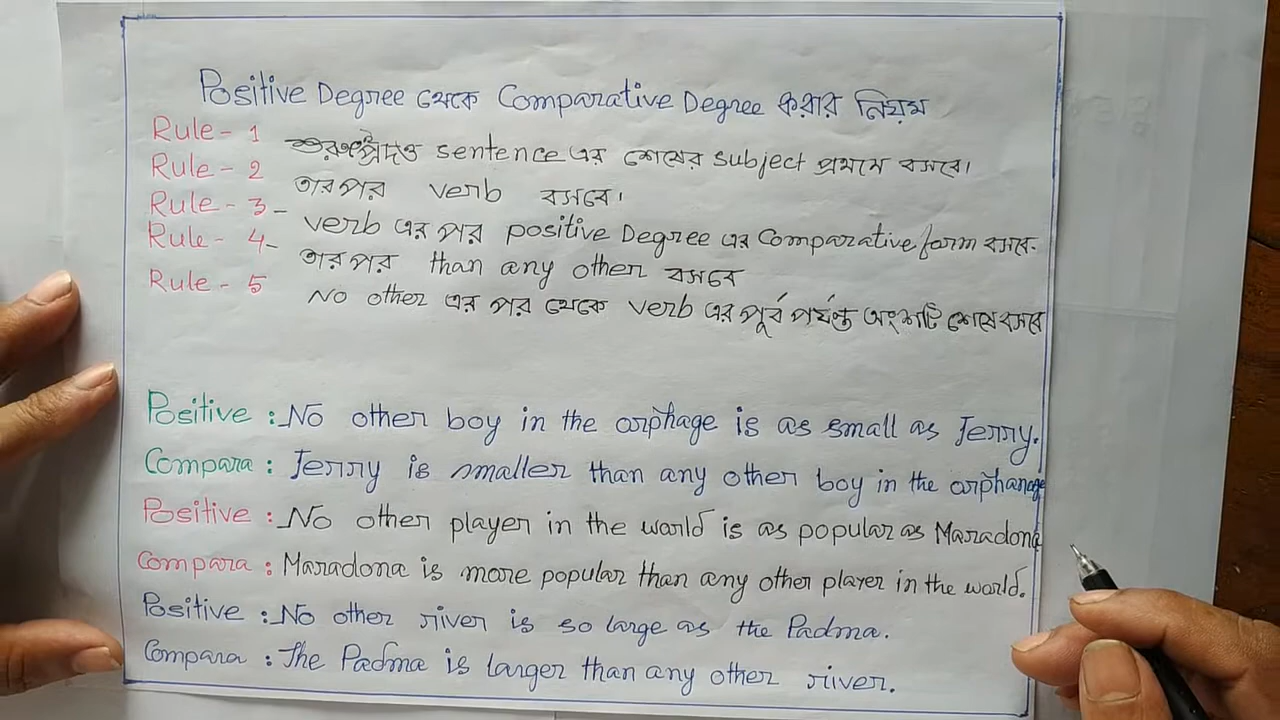 Positive Degree থেকে Comparative Degree করার নিয়ম
Rule - 1 প্রদত্ত sentence এর শেষের subject প্রথমে বসবে।
Rule - 2 তারপর verb বসবে।
Rule - 3 - verb এর পর positive Degree এর Comparative form বসবে.
Rule - 4 - তারপর than any other বসবে
Rule - 5 No other এর পর থেকে verb এর পূর্ব পর্যন্ত অংশটি শেষে বসবে
Positive : No other boy in the orphage is as small as Jerry.
Compara : Jerry is smaller than any other boy in the orphanage
Positive : No other player in the world is as popular as Maradona
Compara : Maradona is more popular than any other player in the world.
Positive : No other river is so large as the Padma.
Compara : The Padma is larger than any other river.